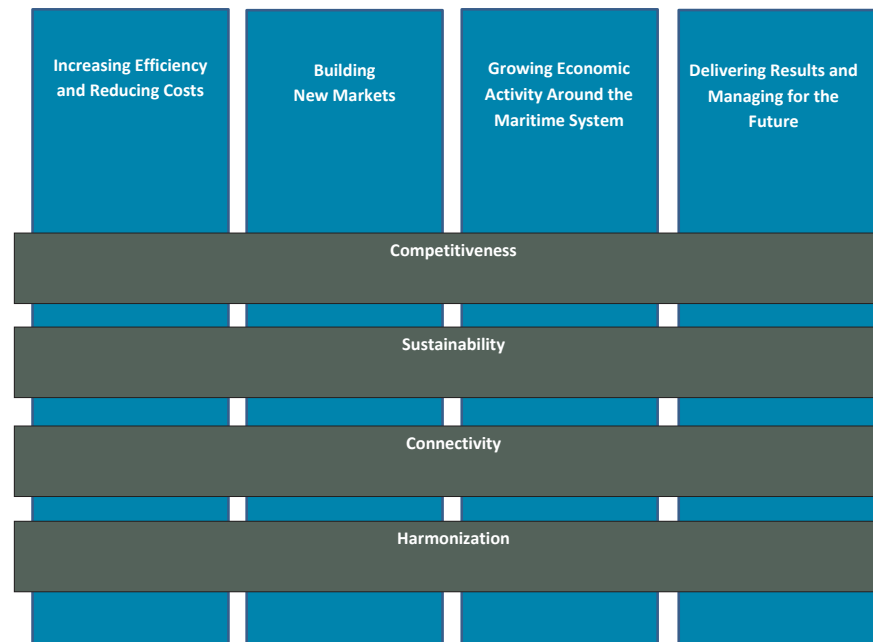 Increasing Efficiency
and Reducing Costs
Building
New Markets
Growing Economic
Activity Around the
Maritime System
Delivering Results and
Managing for the
Future
Competitiveness
Sustainability
Connectivity
Harmonization